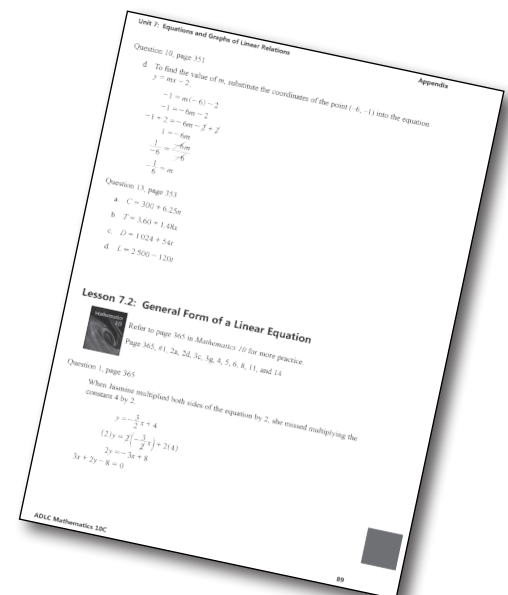 Unit 7: Equations and Graphs of Linear Relations
Appendix
Question 10, page 351
d. To find the value of m, substitute the coordinates of the point (−6, −1) into the equation
y = mx − 2.
−1 = m(−6) − 2
−1 = −6m − 2
−1 + 2 = −6m − 2 + 2
1 = −6m
1/−6 = −6m/−6
−1/6 = m
Question 13, page 353
a. C = 300 + 6.25n
b. T = 3.60 + 1.48x
c. D = 1024 + 54t
d. L = 2 500 − 120t
Lesson 7.2: General Form of a Linear Equation
Mathematics 10
Refer to page 365 in Mathematics 10 for more practice.
Page 365, #1, 2a, 2d, 3c, 3g, 4, 5, 6, 8, 11, and 14
Question 1, page 365
When Jasmine multiplied both sides of the equation by 2, she missed multiplying the
constant 4 by 2.
y = −3/2 x + 4
(2)y = 2(−3/2 x) + 2(4)
2y = −3x + 8
3x + 2y − 8 = 0
ADLC Mathematics 10C
89